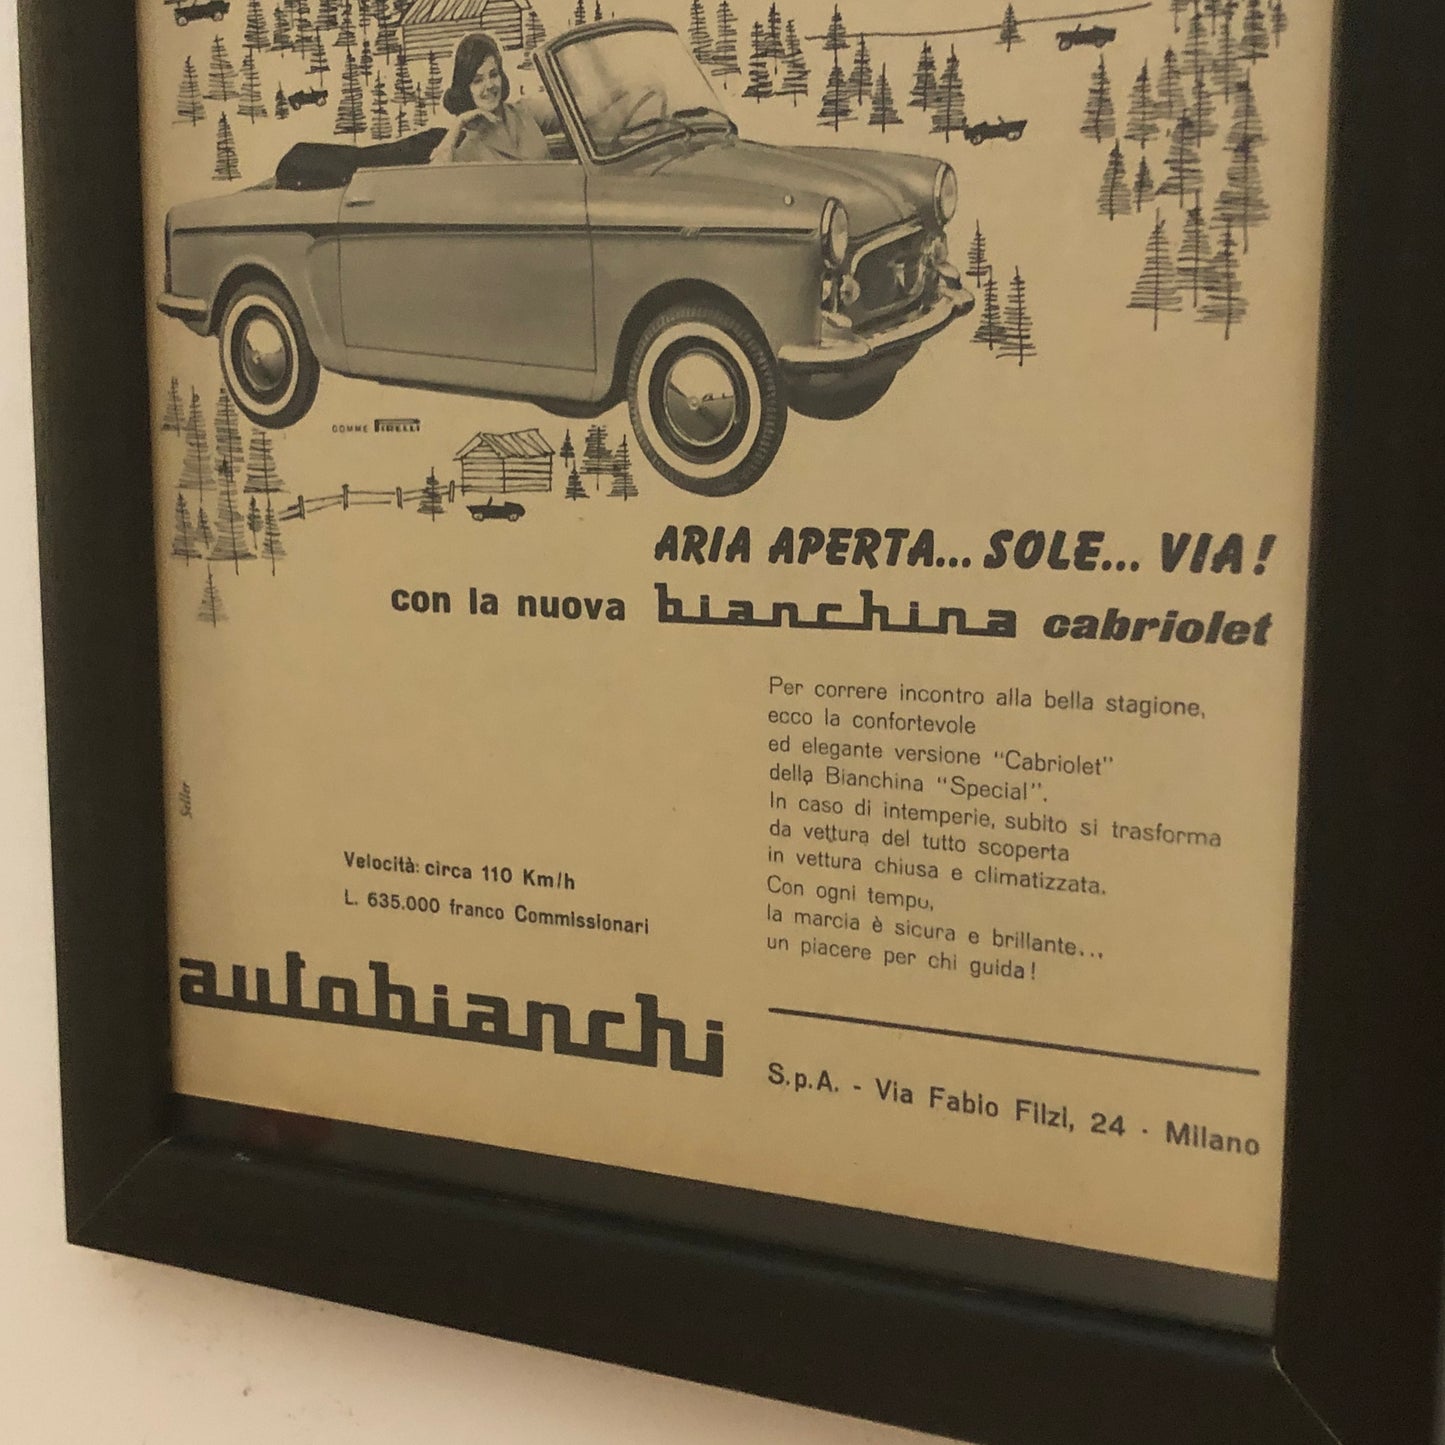 GOMME PIRELLI
ARIA APERTA... SOLE... VIA!
con la nuova bianchina cabriolet
Per correre incontro alla bella stagione,
ecco la confortevole
ed elegante versione "Cabriolet"
della Bianchina "Special".
In caso di intemperie, subito si trasforma
da vettura del tutto scoperta
in vettura chiusa e climatizzata.
Con ogni tempo,
la marcia è sicura e brillante...
un piacere per chi guida!
Seller
Velocità: circa 110 Km/h
L. 635.000 franco Commissionari
autobianchi
S.p.A. - Via Fabio Filzi, 24 - Milano